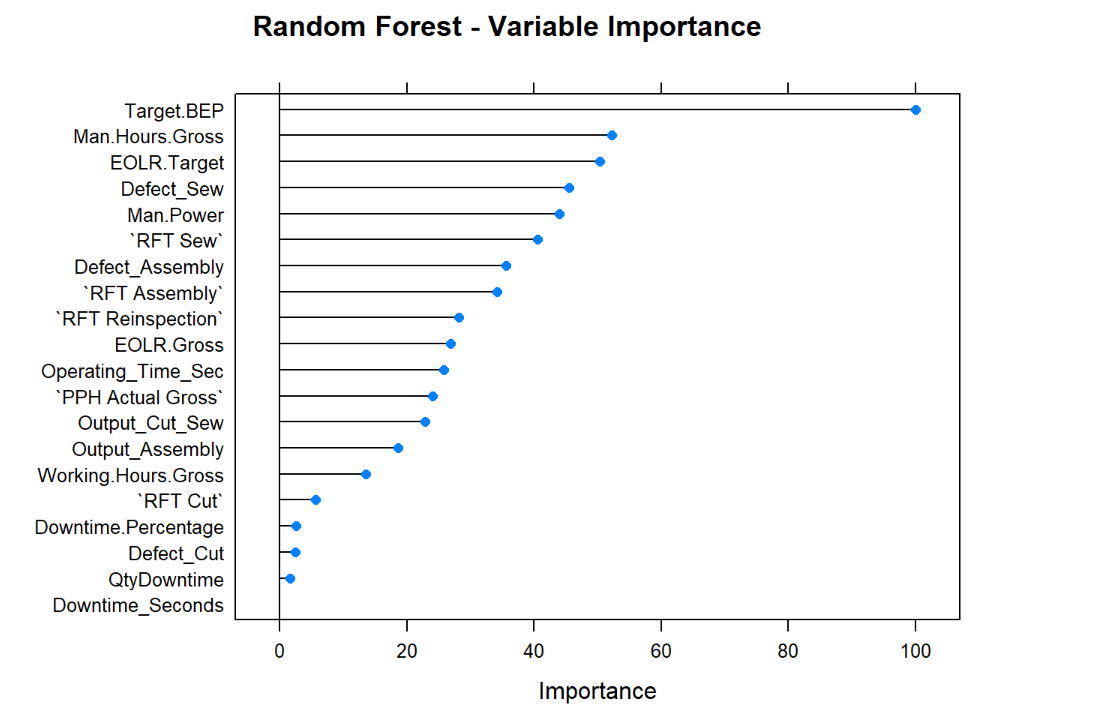 Random Forest - Variable Importance
Target.BEP
Man.Hours.Gross
EOLR.Target
Defect_Sew
Man.Power
`RFT Sew`
Defect_Assembly
`RFT Assembly`
`RFT Reinspection`
EOLR.Gross
Operating_Time_Sec
`PPH Actual Gross`
Output_Cut_Sew
Output_Assembly
Working.Hours.Gross
`RFT Cut`
Downtime.Percentage
Defect_Cut
QtyDowntime
Downtime_Seconds
0 20 40 60 80 100
Importance